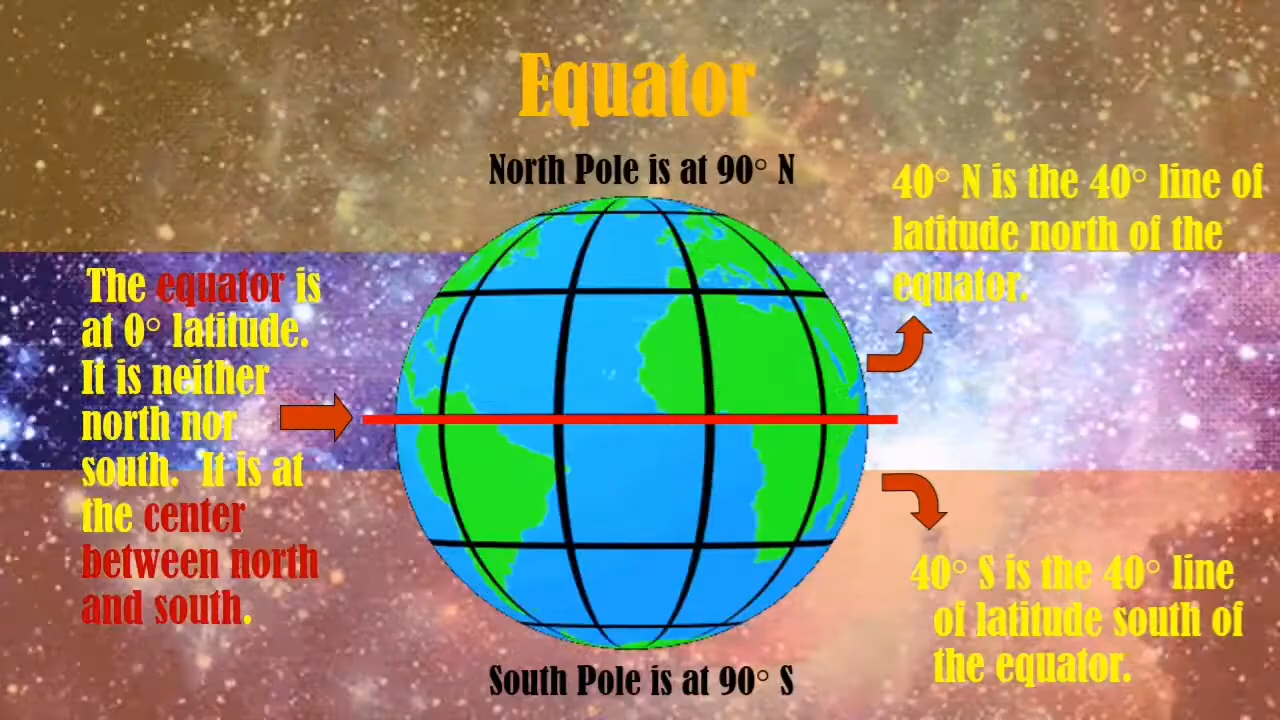 Equator
North Pole is at 90° N
40° N is the 40° line of
latitude north of the
equator.
The equator is
at 0° latitude.
It is neither
north nor
south. It is at
the center
between north
and south.
40° S is the 40° line
of latitude south of
the equator.
South Pole is at 90° S